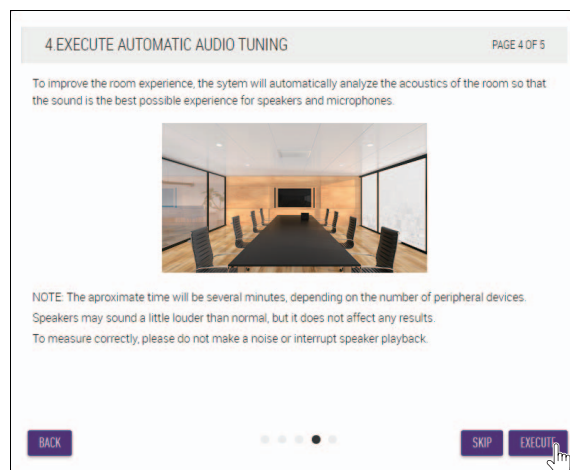 4.EXECUTE AUTOMATIC AUDIO TUNING
PAGE 4 OF 5
To improve the room experience, the sytem will automatically analyze the acoustics of the room so that
the sound is the best possible experience for speakers and microphones.
NOTE: The aproximate time will be several minutes, depending on the number of peripheral devices.
Speakers may sound a little louder than normal, but it does not affect any results.
To measure correctly, please do not make a noise or interrupt speaker playback.
BACK
SKIP
EXECUTE